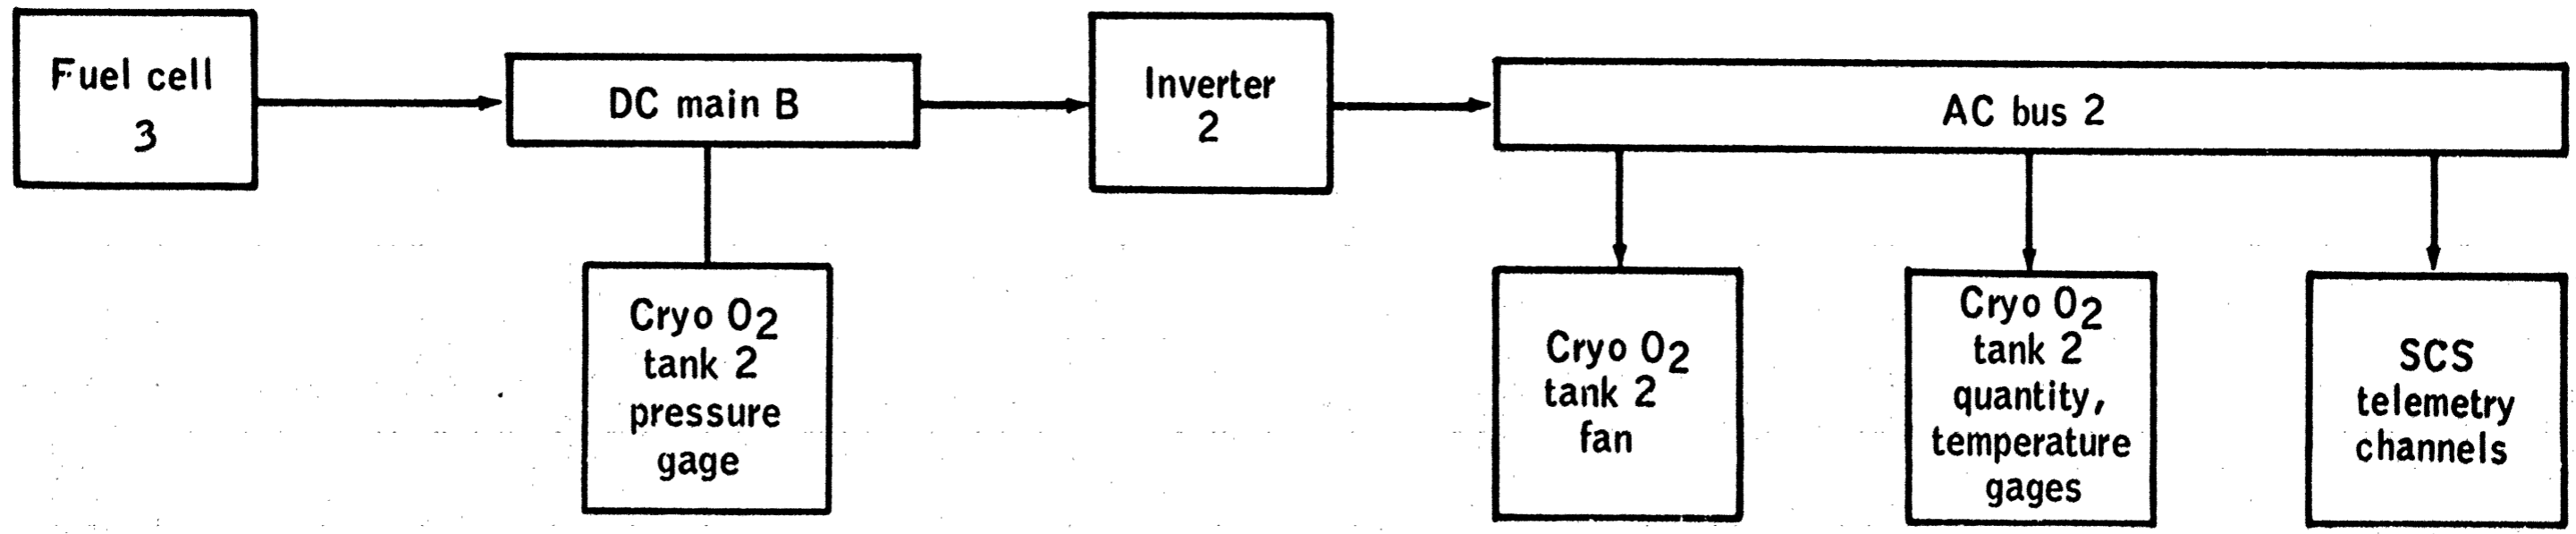 Fuel cell
3
DC main B
Inverter
2
AC bus 2
Cryo O2
tank 2
pressure
gage
Cryo O2
tank 2
fan
Cryo O2
tank 2
quantity,
temperature
gages
SCS
telemetry
channels